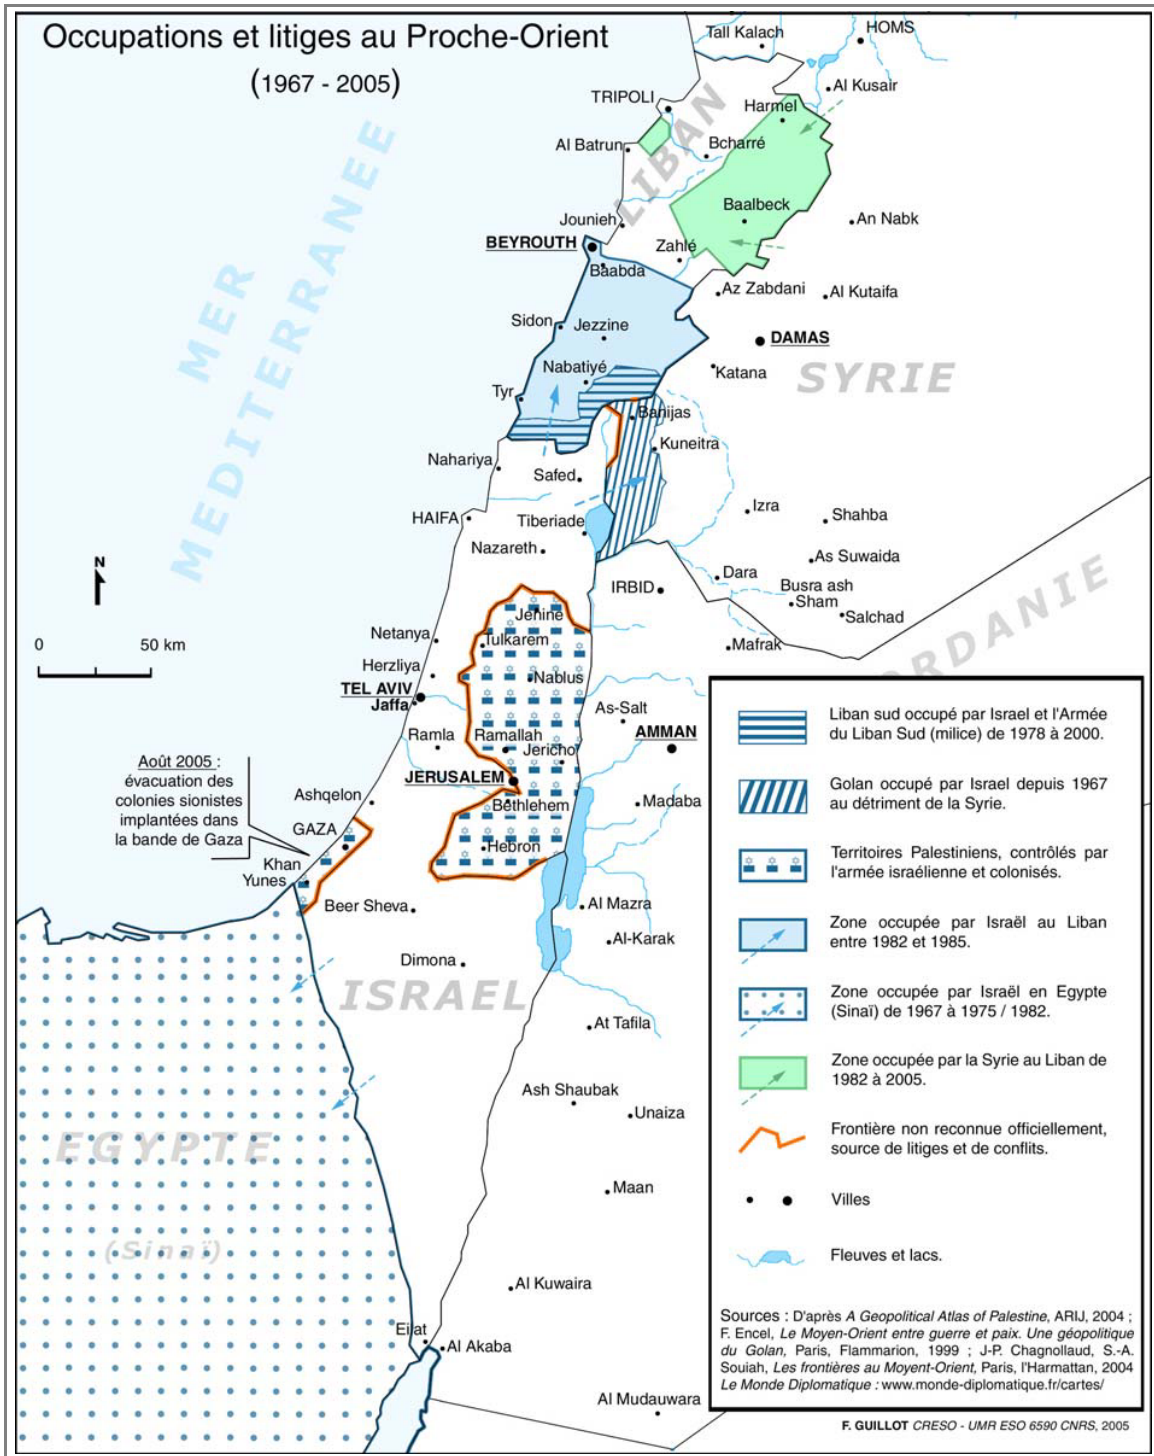 Occupations et litiges au Proche-Orient
(1967 - 2005)
Tall Kalach
HOMS
Al Kusair
TRIPOLI
Harmel
Al Batrun
Bcharré
LIBAN
Baalbeck
An Nabk
Jounieh
BEYROUTH
Zahlé
Baabda
Az Zabdani
Al Kutaifa
MER
MEDITERRANEE
Sidon
Jezzine
DAMAS
Nabatiyé
Katana
SYRIE
Tyr
Banijas
Kuneitra
Nahariya
Safed
Izra
Shahba
HAIFA
Tiberiade
Nazareth
As Suwaida
Dara
Busra ash
Sham
IRBID
Salchad
N
Jenine
Netanya
Tulkarem
Mafrak
JORDANIE
0
50 km
Herzliya
Nablus
TEL AVIV
Jaffa
As-Salt
Ramla
Ramallah
AMMAN
Jericho
JERUSALEM
Août 2005 :
évacuation des
colonies sionistes
implantées dans
la bande de Gaza
Ashqelon
Bethlehem
Madaba
GAZA
Hebron
Khan
Yunes
Beer Sheva
Al Mazra
Al-Karak
Dimona
ISRAEL
At Tafila
Ash Shaubak
Unaiza
EGYPTE
(Sinaï)
Maan
Al Kuwaira
Eilat
Al Akaba
Al Mudauwara
Liban sud occupé par Israel et l'Armée
du Liban Sud (milice) de 1978 à 2000.
Golan occupé par Israel depuis 1967
au détriment de la Syrie.
Territoires Palestiniens, contrôlés par
l'armée israélienne et colonisés.
Zone occupée par Israël au Liban
entre 1982 et 1985.
Zone occupée par Israël en Egypte
(Sinaï) de 1967 à 1975 / 1982.
Zone occupée par la Syrie au Liban de
1982 à 2005.
Frontière non reconnue officiellement,
source de litiges et de conflits.
Villes
Fleuves et lacs.
Sources : D'après A Geopolitical Atlas of Palestine, ARIJ, 2004 ;
F. Encel, Le Moyen-Orient entre guerre et paix. Une géopolitique
du Golan, Paris, Flammarion, 1999 ; J-P. Chagnollaud, S.-A.
Souiah, Les frontières au Moyent-Orient, Paris, l'Harmattan, 2004
Le Monde Diplomatique : www.monde-diplomatique.fr/cartes/
F. GUILLOT CRESO - UMR ESO 6590 CNRS, 2005